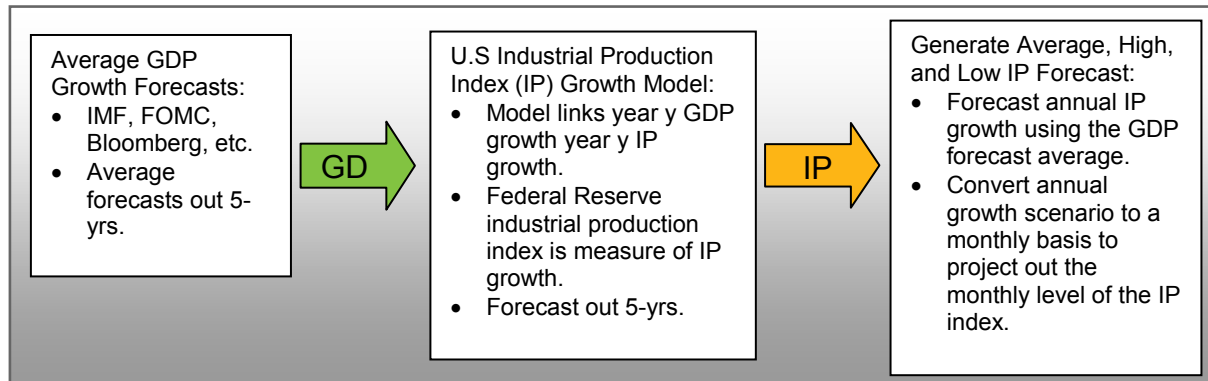 Average GDP
Growth Forecasts:
• IMF, FOMC,
Bloomberg, etc.
• Average
forecasts out 5-
yrs.
GD
U.S Industrial Production
Index (IP) Growth Model:
• Model links year y GDP
growth year y IP
growth.
• Federal Reserve
industrial production
index is measure of IP
growth.
• Forecast out 5-yrs.
IP
Generate Average, High,
and Low IP Forecast:
• Forecast annual IP
growth using the GDP
forecast average.
• Convert annual
growth scenario to a
monthly basis to
project out the
monthly level of the IP
index.